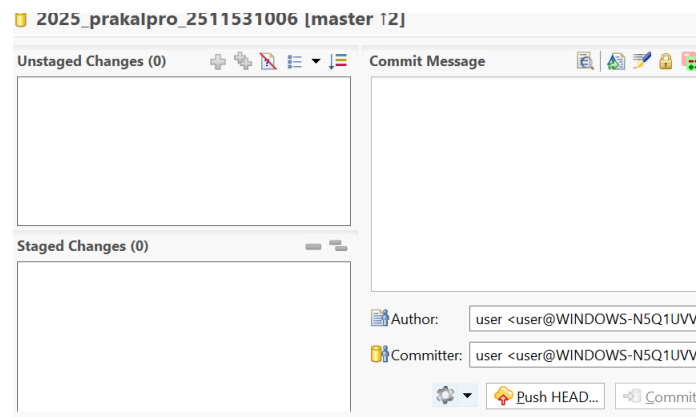 2025_prakalpro_2511531006 [master ↑2]
Unstaged Changes (0)
Commit Message
Staged Changes (0)
Author: user <user@WINDOWS-N5Q1UVV
Committer: user <user@WINDOWS-N5Q1UVV
Push HEAD... Commit